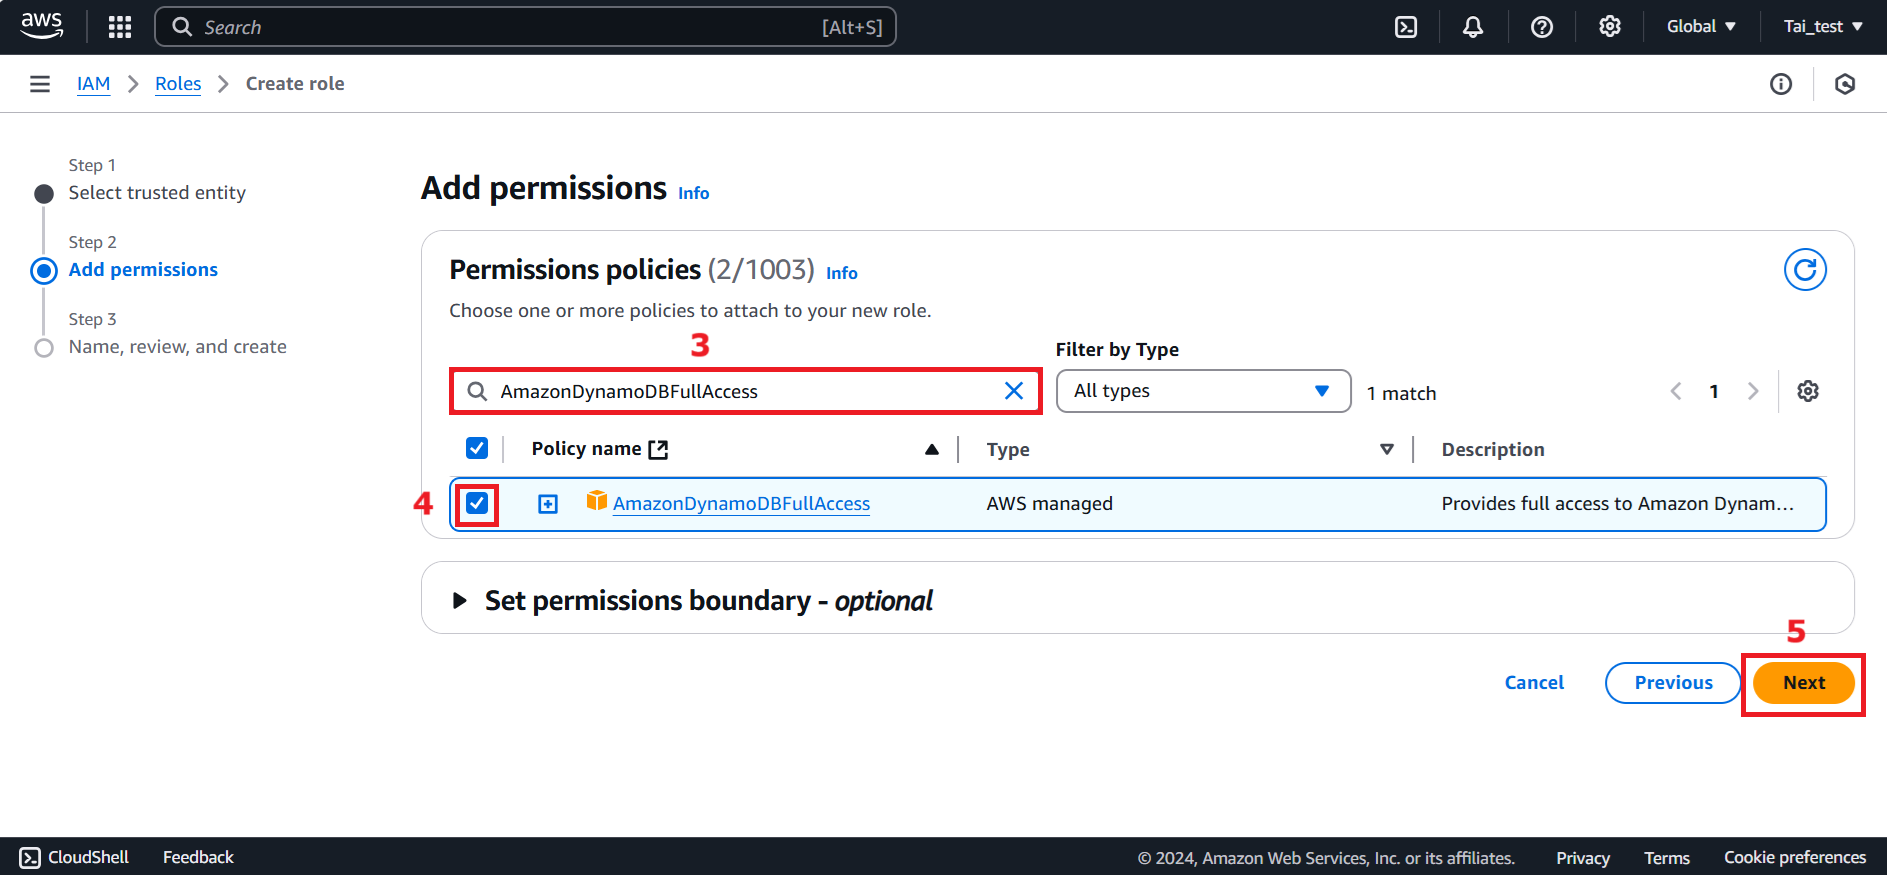 aws
Search [Alt+S] Global Tai_test
IAM Roles Create role
Step 1
Select trusted entity
Step 2
Add permissions
Step 3
Name, review, and create
Add permissions Info
Permissions policies (2/1003) Info
Choose one or more policies to attach to your new role.
3
Filter by Type
AmazonDynamoDBFullAccess All types 1 match 1
Policy name Type Description
4 AmazonDynamoDBFullAccess AWS managed Provides full access to Amazon Dynam...
Set permissions boundary - optional
5
Cancel Previous Next
CloudShell Feedback © 2024, Amazon Web Services, Inc. or its affiliates. Privacy Terms Cookie preferences